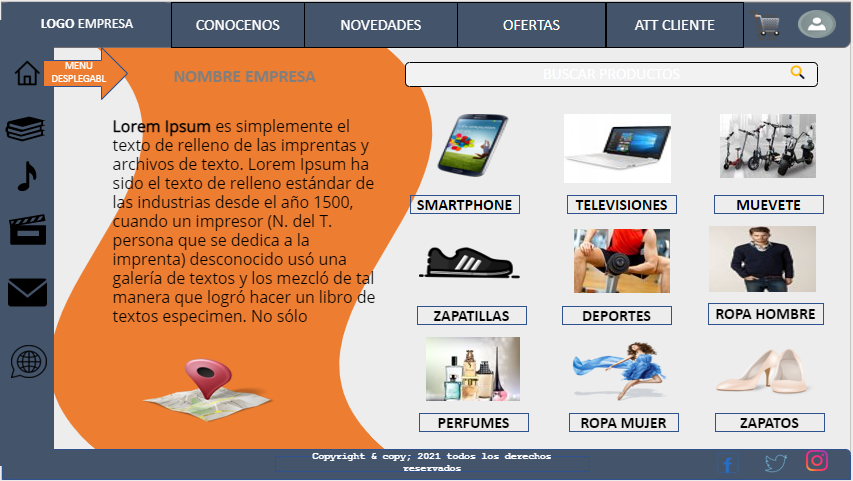 LOGO EMPRESA
CONOCENOS
NOVEDADES
OFERTAS
ATT CLIENTE
MENU
DESPLEGABL
NOMBRE EMPRESA
BUSCAR PRODUCTOS
Lorem Ipsum es simplemente el
texto de relleno de las imprentas y
archivos de texto. Lorem Ipsum ha
sido el texto de relleno estándar de
las industrias desde el año 1500,
cuando un impresor (N. del T.
persona que se dedica a la
imprenta) desconocido usó una
galería de textos y los mezcló de tal
manera que logró hacer un libro de
textos especimen. No sólo
SMARTPHONE
TELEVISIONES
MUEVETE
ZAPATILLAS
DEPORTES
ROPA HOMBRE
PERFUMES
ROPA MUJER
ZAPATOS
Copyright & copy; 2021 todos los derechos
reservados